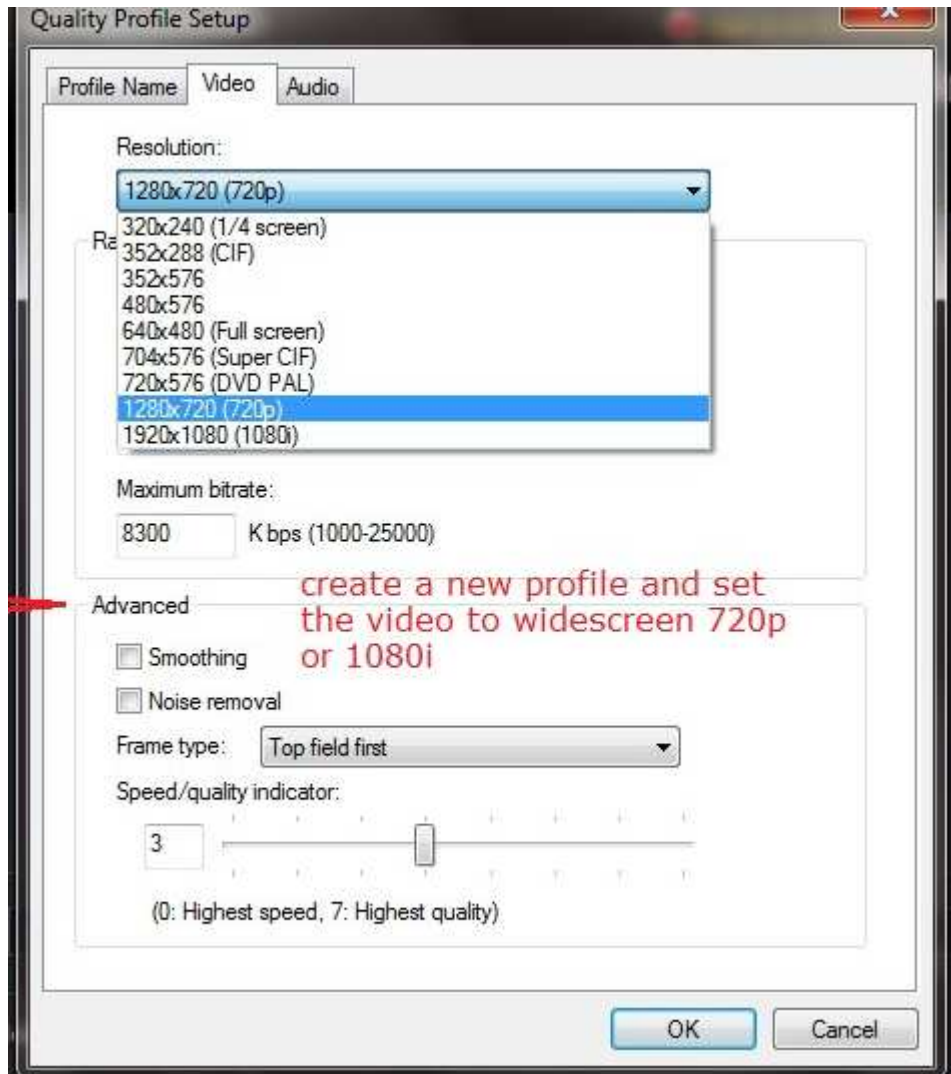 Quality Profile Setup
Profile Name Video Audio
Resolution:
1280x720 (720p)
320x240 (1/4 screen)
352x288 (CIF)
352x576
480x576
640x480 (Full screen)
704x576 (Super CIF)
720x576 (DVD PAL)
1280x720 (720p)
1920x1080 (1080i)
Maximum bitrate:
8300 Kbps (1000-25000)
create a new profile and set
the video to widescreen 720p
or 1080i
Advanced
Smoothing
Noise removal
Frame type: Top field first
Speed/quality indicator:
3
(0: Highest speed, 7: Highest quality)
OK Cancel